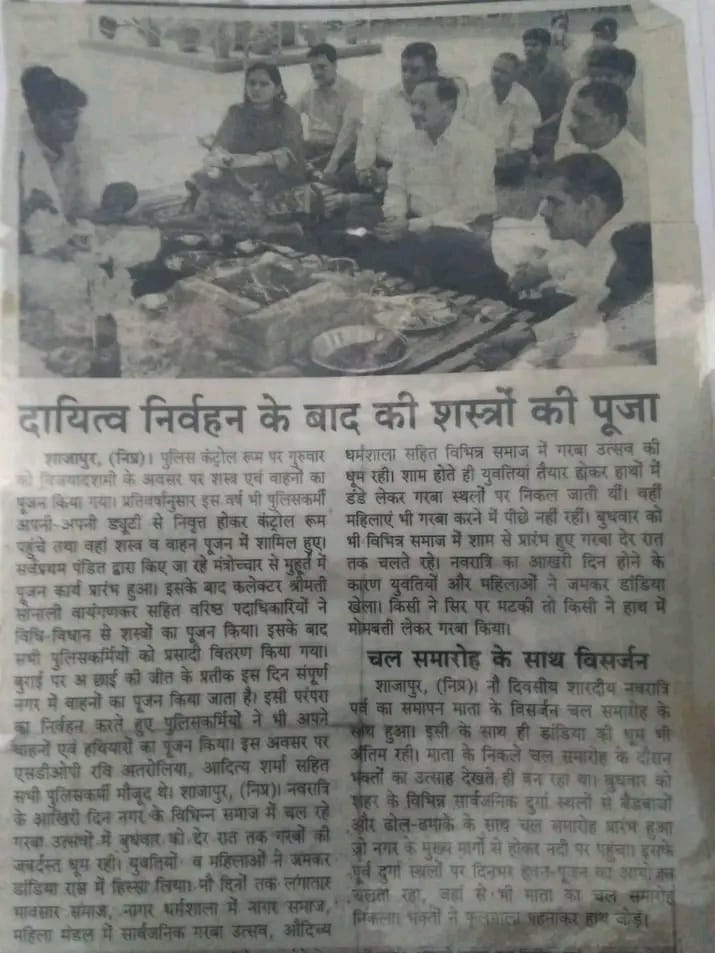 दायित्व निर्वहन के बाद की शस्त्रों की पूजा
शाजापुर, (निप्र)। पुलिस कंट्रोल रूम पर गुरुवार
को विजयादशमी के अवसर पर शस्त्र एवं वाहनों का
पूजन किया गया। प्रतिवर्षानुसार इस वर्ष भी पुलिसकर्मी
अपनी-अपनी ड्यूटी से निवृत्त होकर कंट्रोल रूम
पहुंचे तथा वहां शस्त्र व वाहन पूजन में शामिल हुए।
सर्वप्रथम पंडित द्वारा किए जा रहे मंत्रोच्चार से मुहूर्त में
पूजन कार्य प्रारंभ हुआ। इसके बाद कलेक्टर श्रीमती
सोनाली वायंगणकर सहित वरिष्ठ पदाधिकारियों ने
विधि-विधान से शस्त्रों का पूजन किया। इसके बाद
सभी पुलिसकर्मियों को प्रसादी वितरण किया गया।
बुराई पर अच्छाई की जीत के प्रतीक इस दिन संपूर्ण
नगर में वाहनों का पूजन किया जाता है। इसी परंपरा
का निर्वहन करते हुए पुलिसकर्मियों ने भी अपने
वाहनों एवं हथियारों का पूजन किया। इस अवसर पर
एसडीओपी रवि अतरोलिया, आदित्य शर्मा सहित
सभी पुलिसकर्मी मौजूद थे। शाजापुर, (निप्र)। नवरात्रि
के आखिरी दिन नगर के विभिन्न समाज में चल रहे
गरबा उत्सवों में बुधवार को देर रात तक गरबों की
जबर्दस्त धूम रही। युवतियों व महिलाओं ने जमकर
डांडिया रास में हिस्सा लिया। नौ दिनों तक लगातार
भावसार समाज, नागर धर्मशाला में नागर समाज,
महिला मंडल में सार्वजनिक गरबा उत्सव, औदिच्य
धर्मशाला सहित विभिन्न समाज में गरबा उत्सव की
धूम रही। शाम होते ही युवतियां तैयार होकर हाथों में
डंडे लेकर गरबा स्थलों पर निकल जाती थीं। वहीं
महिलाएं भी गरबा करने में पीछे नहीं रहीं। बुधवार को
भी विभिन्न समाज में शाम से प्रारंभ हुए गरबा देर रात
तक चलते रहे। नवरात्रि का आखरी दिन होने के
कारण युवतियों और महिलाओं ने जमकर डांडिया
खेला। किसी ने सिर पर मटकी तो किसी ने हाथ में
मोमबती लेकर गरबा किया।
चल समारोह के साथ विसर्जन
शाजापुर, (निप्र)। नौ दिवसीय शारदीय नवरात्रि
पर्व का समापन माता के विसर्जन चल समारोह के
साथ हुआ। इसी के साथ ही डांडिया की धूम भी
अंतिम रही। माता के निकले चल समारोह के दौरान
भक्तों का उत्साह देखते ही बन रहा था। बुधवार को
शहर के विभिन्न सार्वजनिक दुर्गा स्थलों से बैंडबाजों
और ढोल-ढमाके के साथ चल समारोह प्रारंभ हुआ
जो नगर के मुख्य मार्गो से होकर नदी पर पहुंचा। इसके
पूर्व दुर्गा स्थलों पर दिनभर हवन-पूजन का
चलता रहा, जहां से भी माता का चल समारोह
निकला। भक्तों ने फूलमाला पहनाकर हाथ जोड़े।